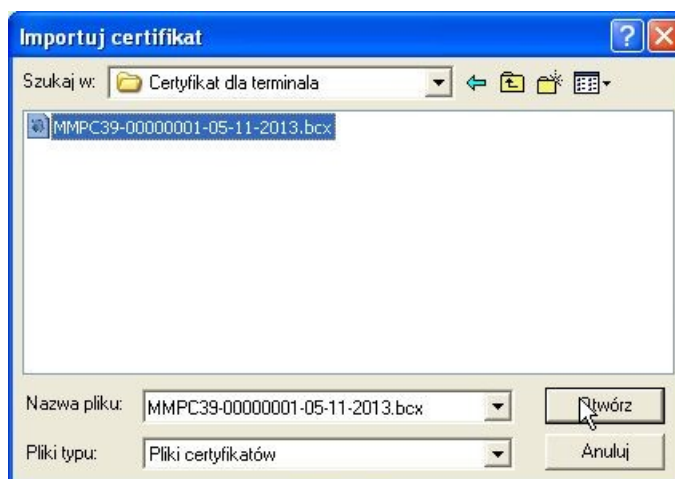 Importuj certifikat
Szukaj w: Certyfikat dla terminala
MMPC39-00000001-05-11-2013.bcx
Nazwa pliku: MMPC39-00000001-05-11-2013.bcx Otwórz
Pliki typu: Pliki certyfikatów Anuluj